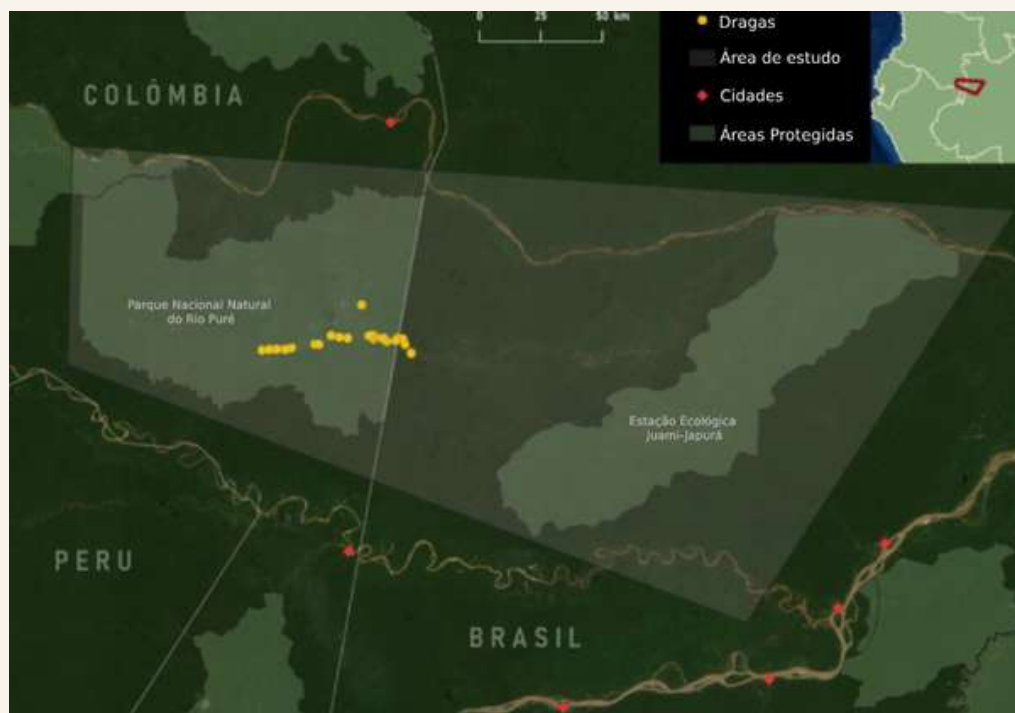 0 25 50 km
Dragas
Área de estudo
Cidades
Áreas Protegidas
COLÔMBIA
Parque Nacional Natural
do Rio Puré
Estação Ecológica
Juami-Japurá
PERU
BRASIL